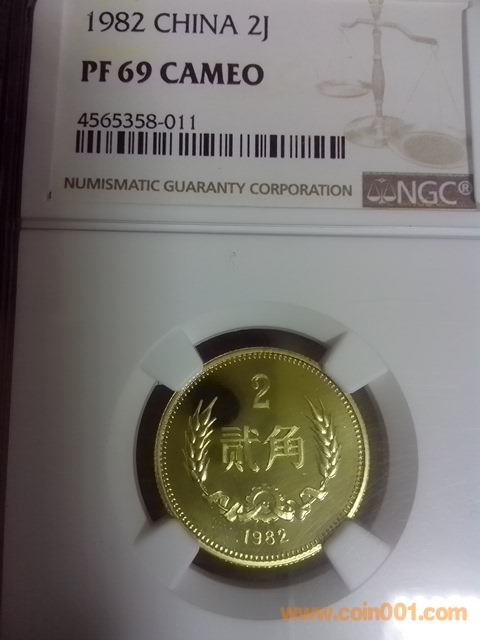 1982 CHINA 2J
PF 69 CAMEO
4565358-011
NUMISMATIC GUARANTY CORPORATION
NGC®
2
贰角
1982
www.coin001.com